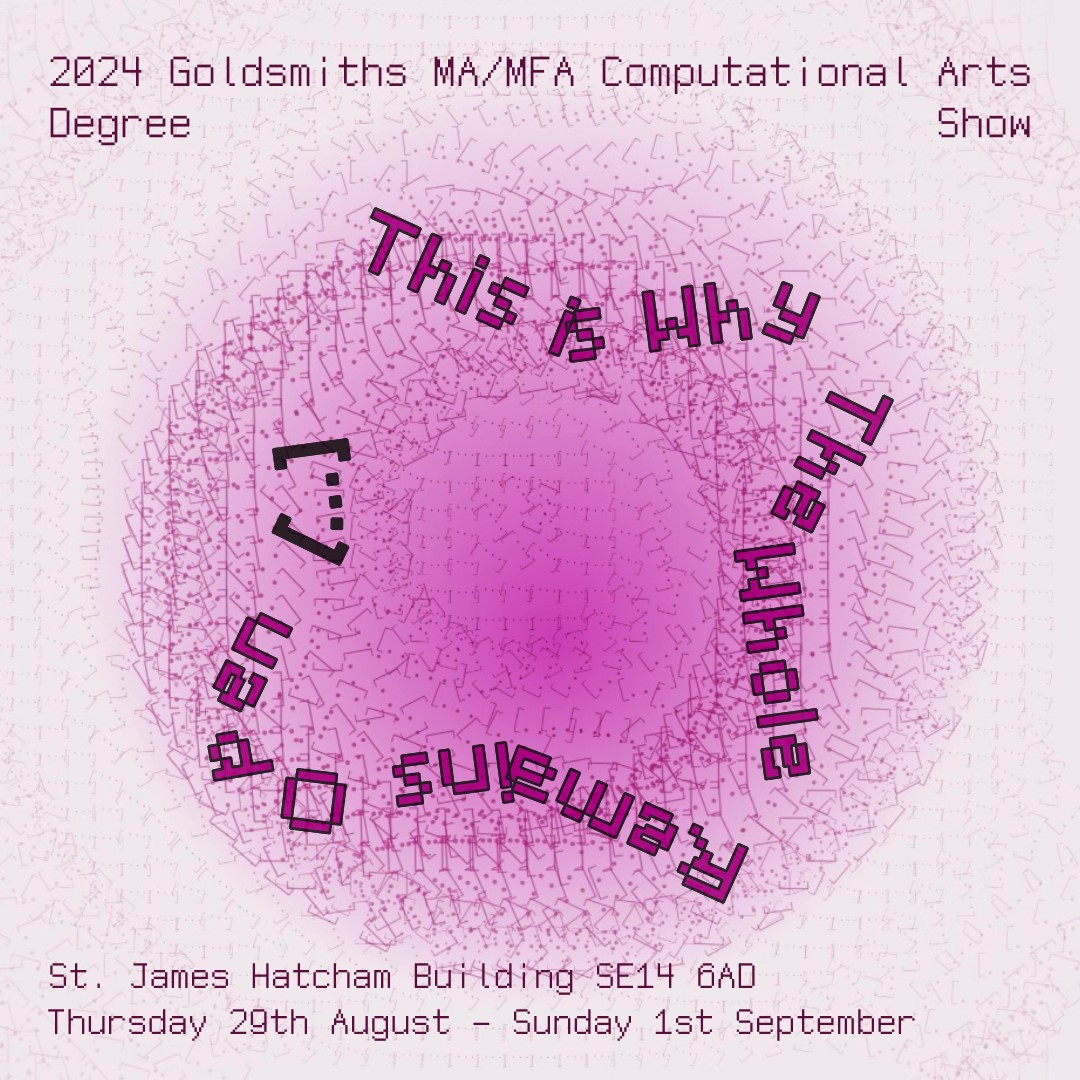 2024 Goldsmiths MA/MFA Computational Arts
Degree Show
This is Why
The Whole
Remains
Open
[...]
St. James Hatcham Building SE14 6AD
Thursday 29th August – Sunday 1st September